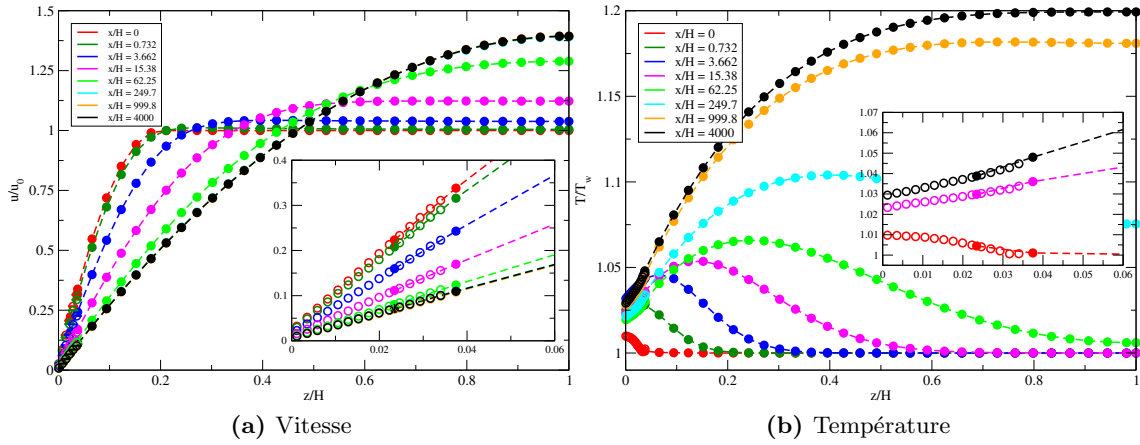 1.5
1.25
1
0.75
0.5
0.25
0
u/u0
x/H = 0
x/H = 0.732
x/H = 3.662
x/H = 15.38
x/H = 62.25
x/H = 249.7
x/H = 999.8
x/H = 4000
0.4
0.3
0.2
0.1
0
0 0.02 0.04 0.06
0 0.2 0.4 0.6 0.8 1
z/H
(a) Vitesse
1.2
1.15
1.1
1.05
1
T/Tw
x/H = 0
x/H = 0.732
x/H = 3.662
x/H = 15.38
x/H = 62.25
x/H = 249.7
x/H = 999.8
x/H = 4000
1.07
1.06
1.05
1.04
1.03
1.02
1.01
1
0 0.01 0.02 0.03 0.04 0.05 0.06
0 0.2 0.4 0.6 0.8 1
z/H
(b) Température